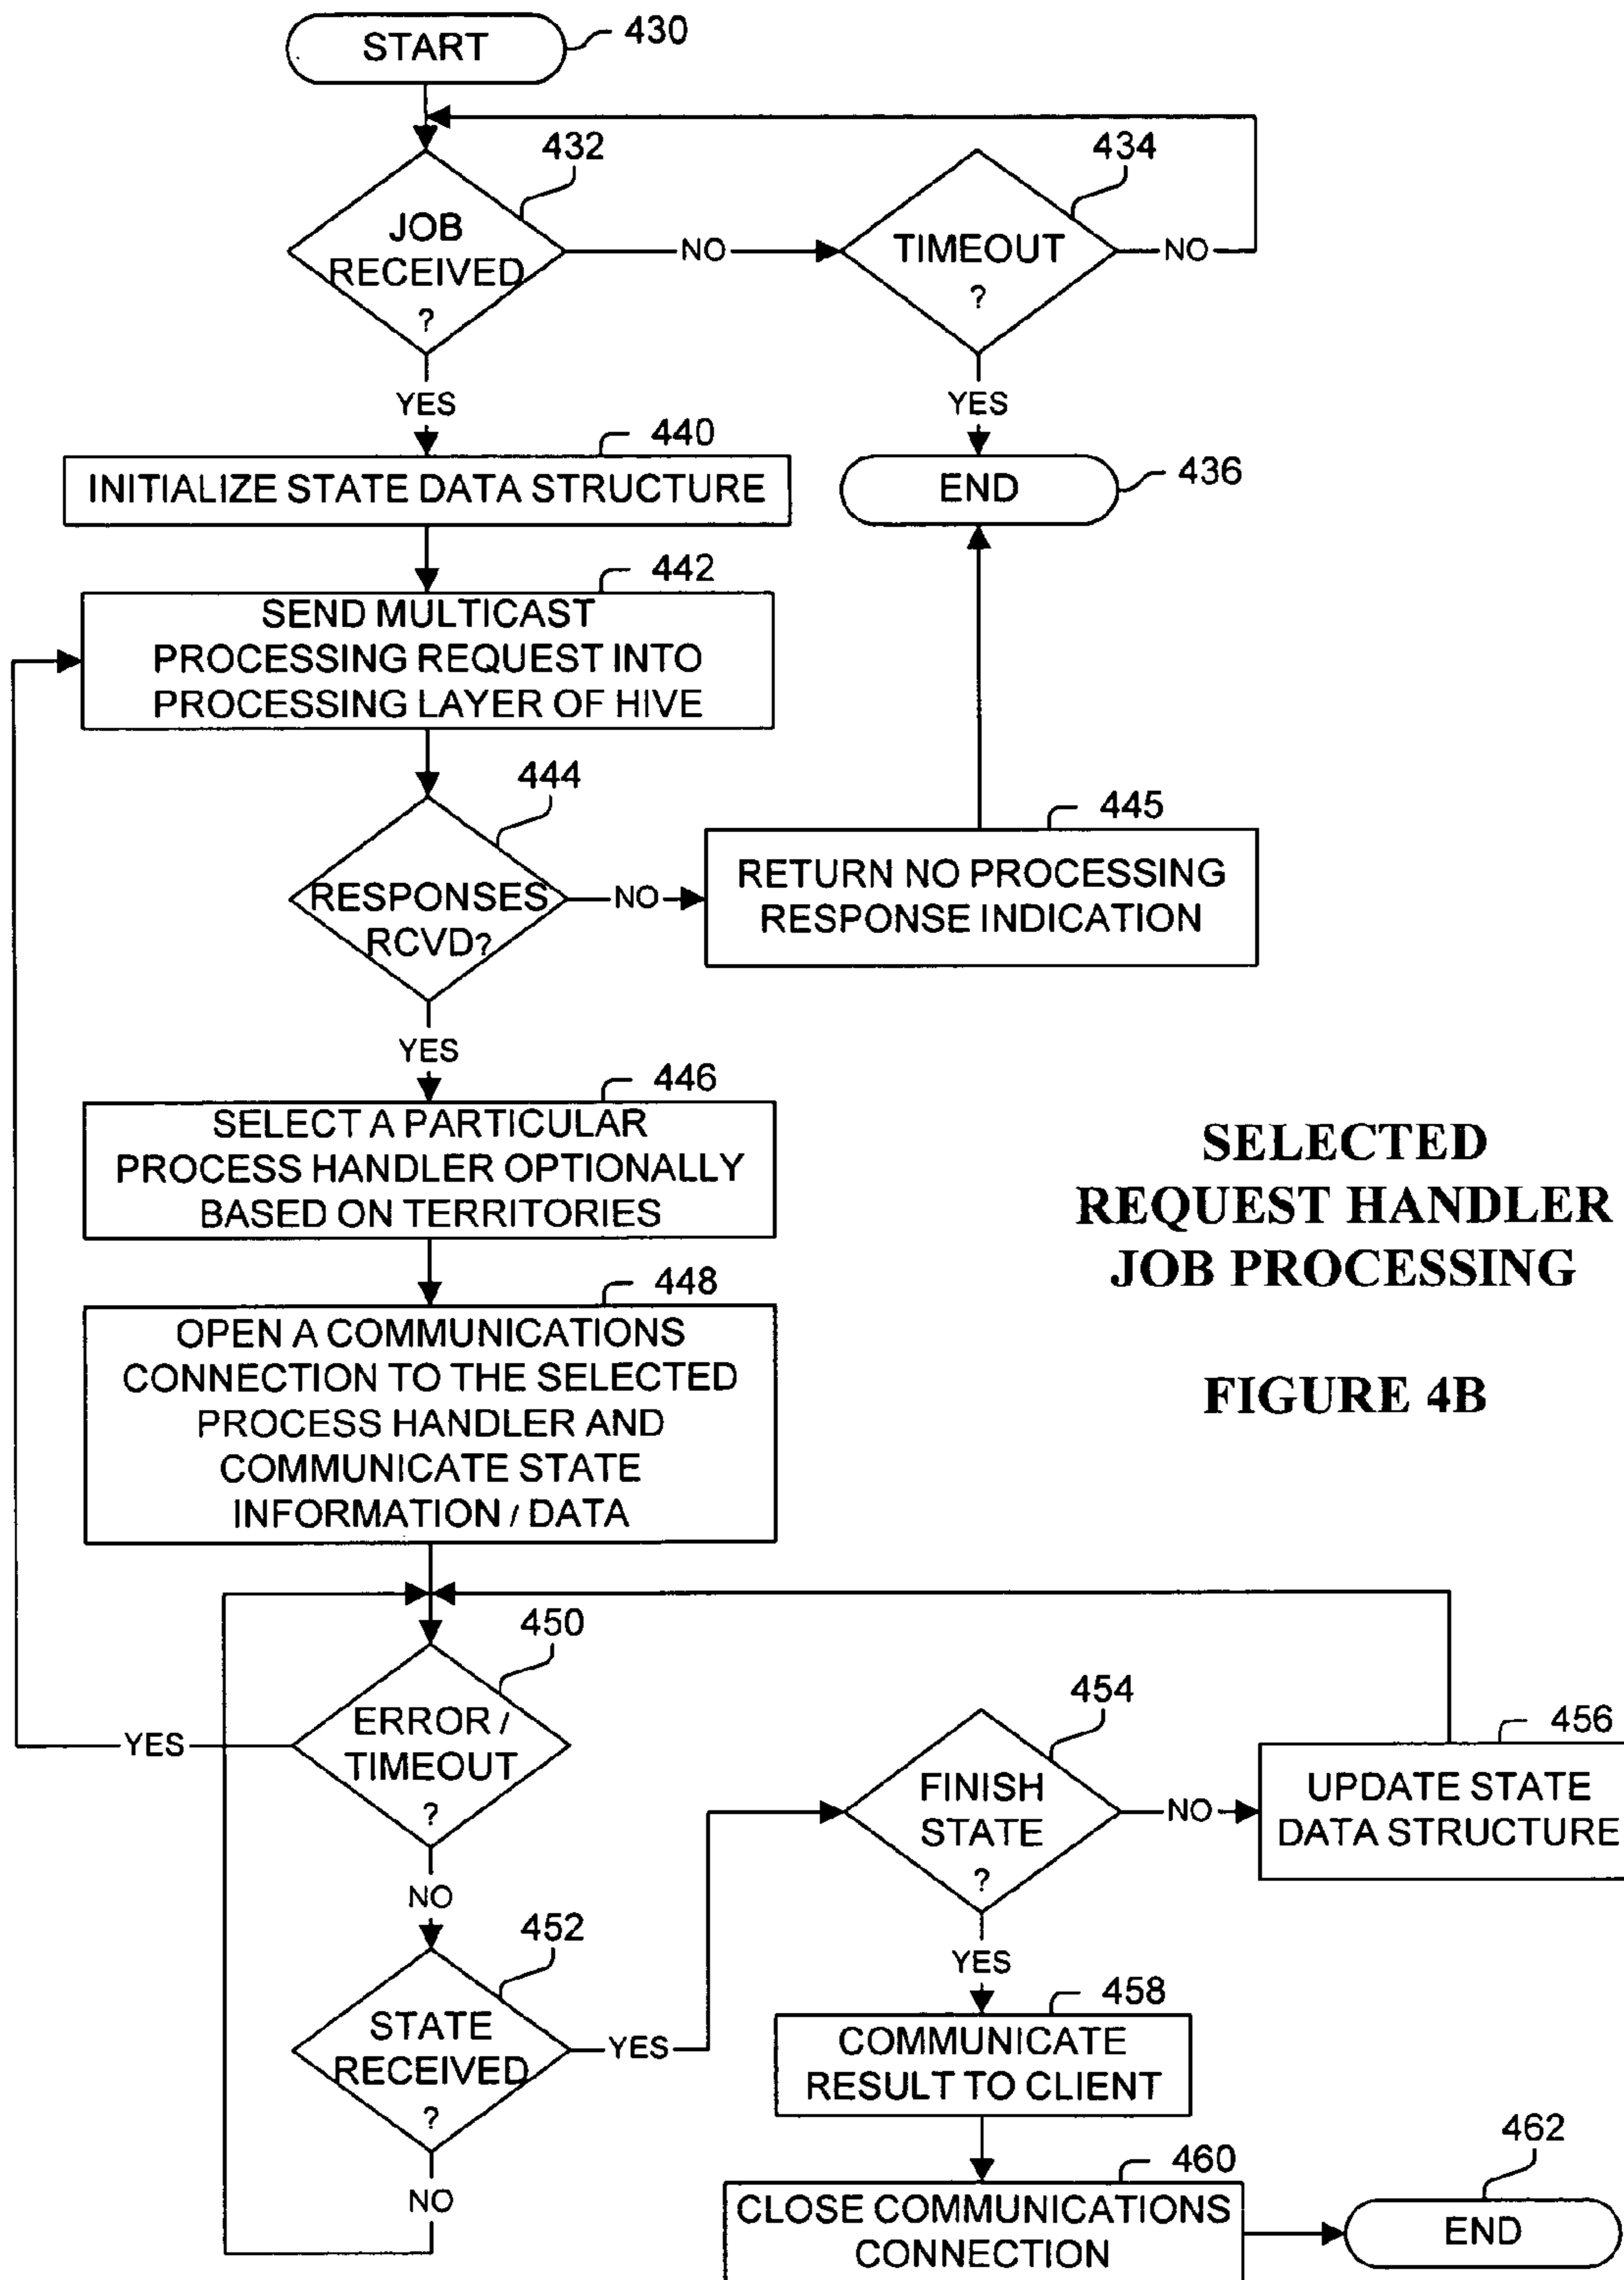 START
430
432
434
JOB
RECEIVED
?
NO
TIMEOUT
?
NO
YES
YES
440
INITIALIZE STATE DATA STRUCTURE
END
436
442
SEND MULTICAST
PROCESSING REQUEST INTO
PROCESSING LAYER OF HIVE
444
RESPONSES
RCVD?
NO
445
RETURN NO PROCESSING
RESPONSE INDICATION
YES
446
SELECT A PARTICULAR
PROCESS HANDLER OPTIONALLY
BASED ON TERRITORIES
SELECTED
REQUEST HANDLER
JOB PROCESSING
FIGURE 4B
448
OPEN A COMMUNICATIONS
CONNECTION TO THE SELECTED
PROCESS HANDLER AND
COMMUNICATE STATE
INFORMATION / DATA
450
ERROR /
TIMEOUT
?
YES
NO
452
STATE
RECEIVED
?
YES
NO
454
FINISH
STATE
?
NO
456
UPDATE STATE
DATA STRUCTURE
YES
458
COMMUNICATE
RESULT TO CLIENT
460
CLOSE COMMUNICATIONS
CONNECTION
462
END